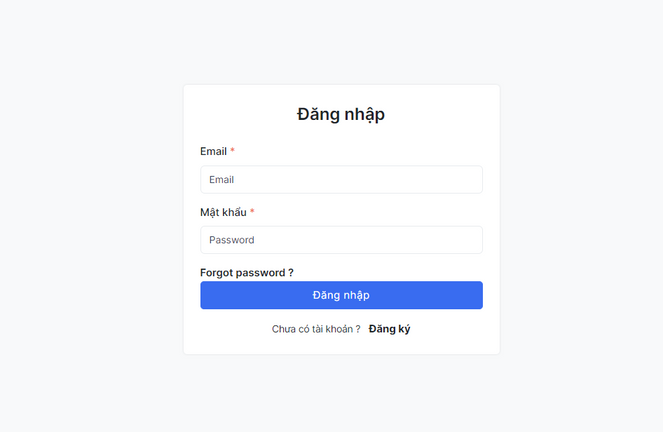 Đăng nhập
Email *
Email
Mật khẩu *
Password
Forgot password ?
Đăng nhập
Chưa có tài khoản ? Đăng ký